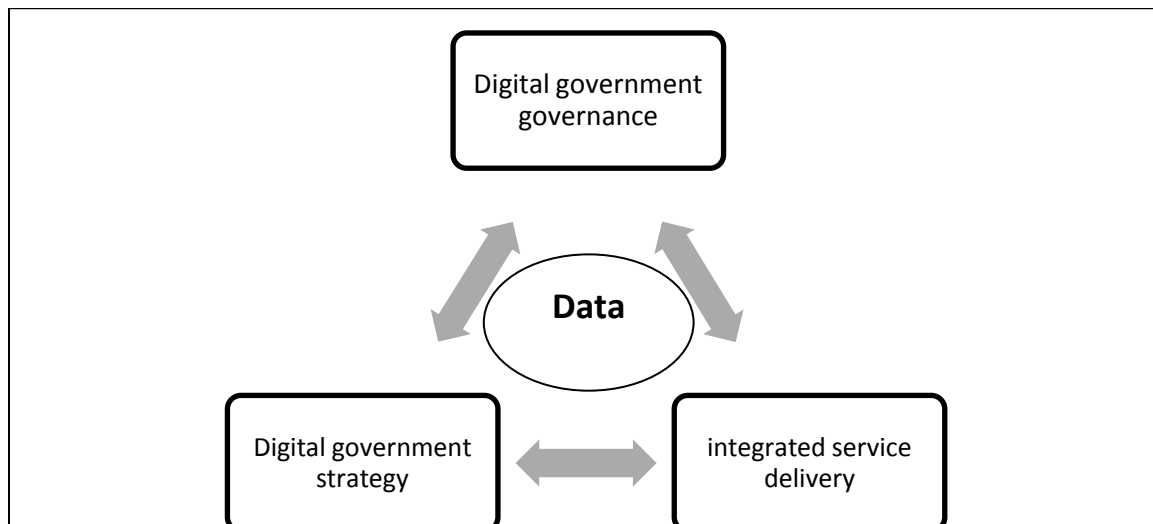 Digital government
governance
Data
Digital government
strategy
integrated service
delivery